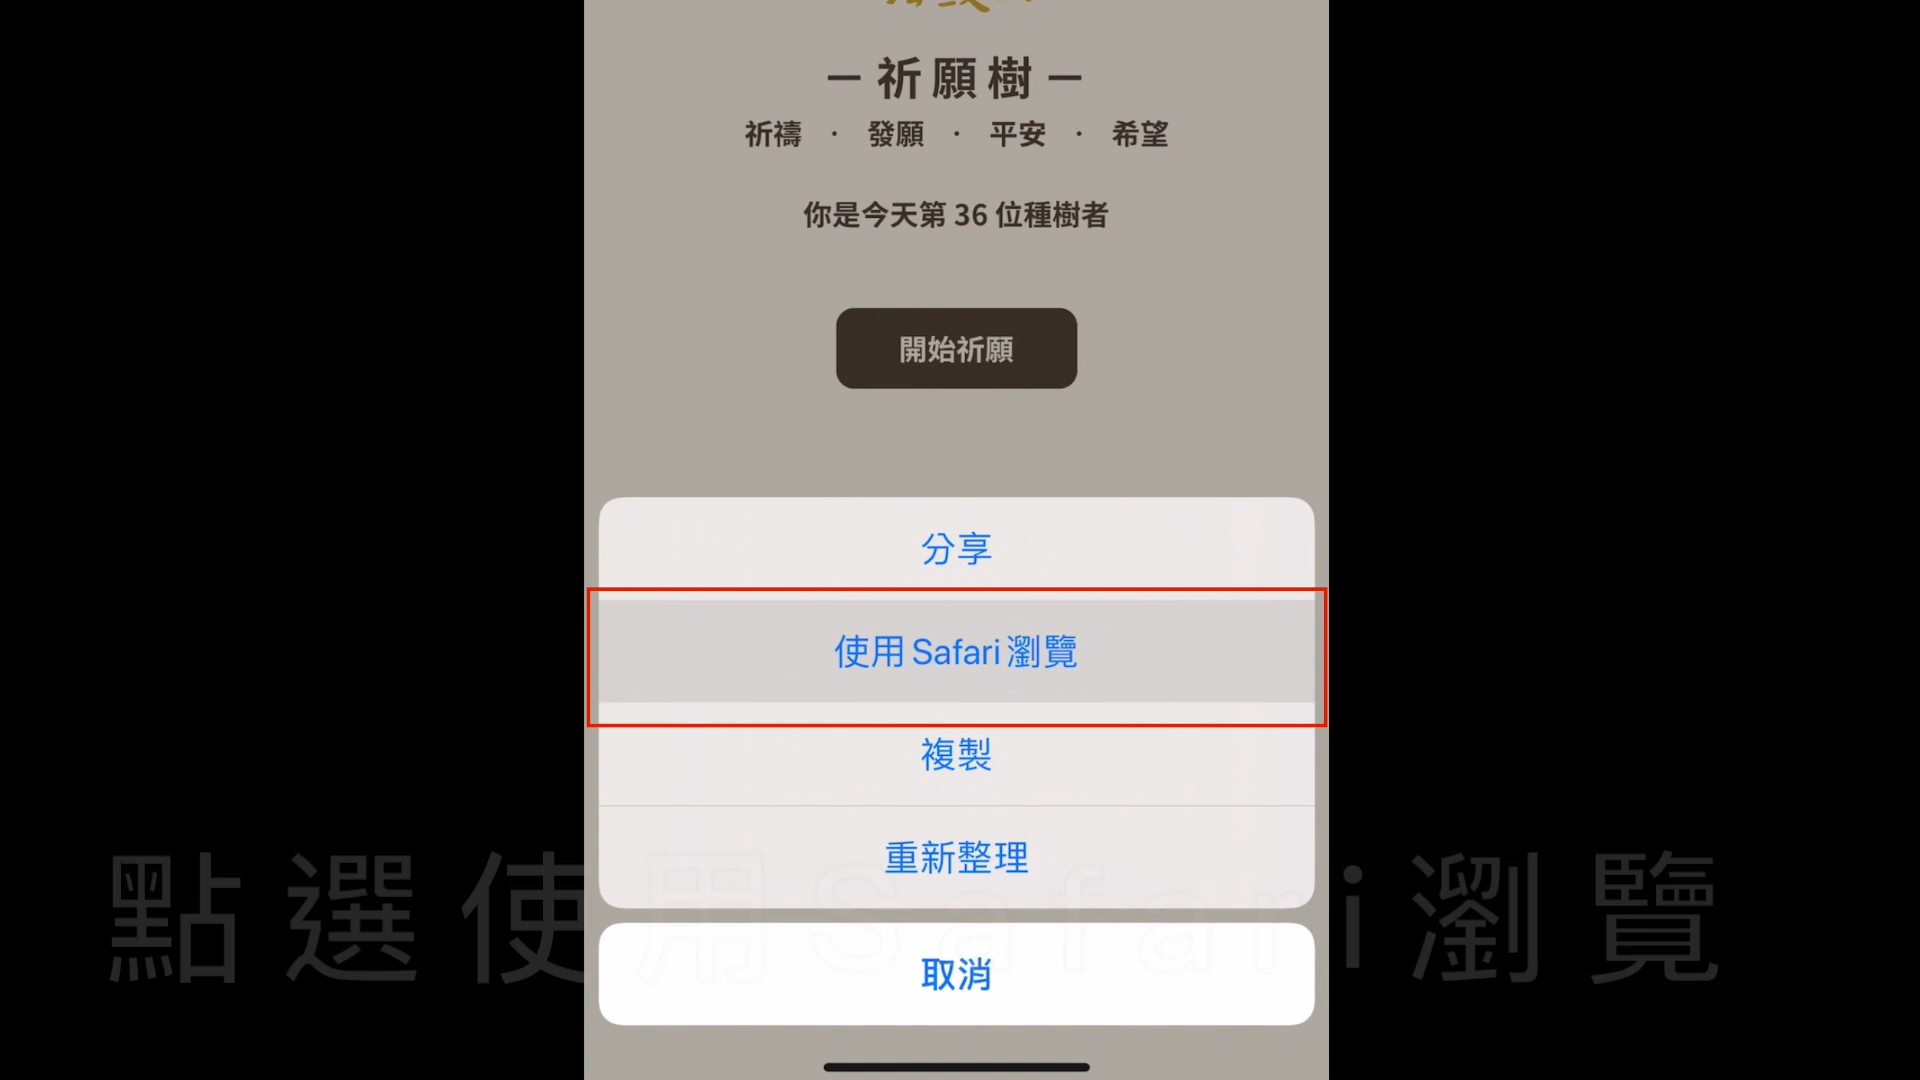 －祈願樹－
祈禱 · 發願 · 平安 · 希望
你是今天第 36 位種樹者
開始祈願
分享
使用 Safari 瀏覽
複製
重新整理
點選使用Safari瀏覽
取消